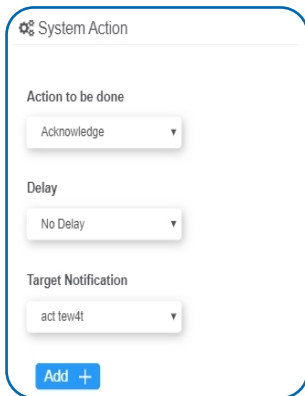 System Action
Action to be done
Acknowledge
Delay
No Delay
Target Notification
act tew4t
Add +